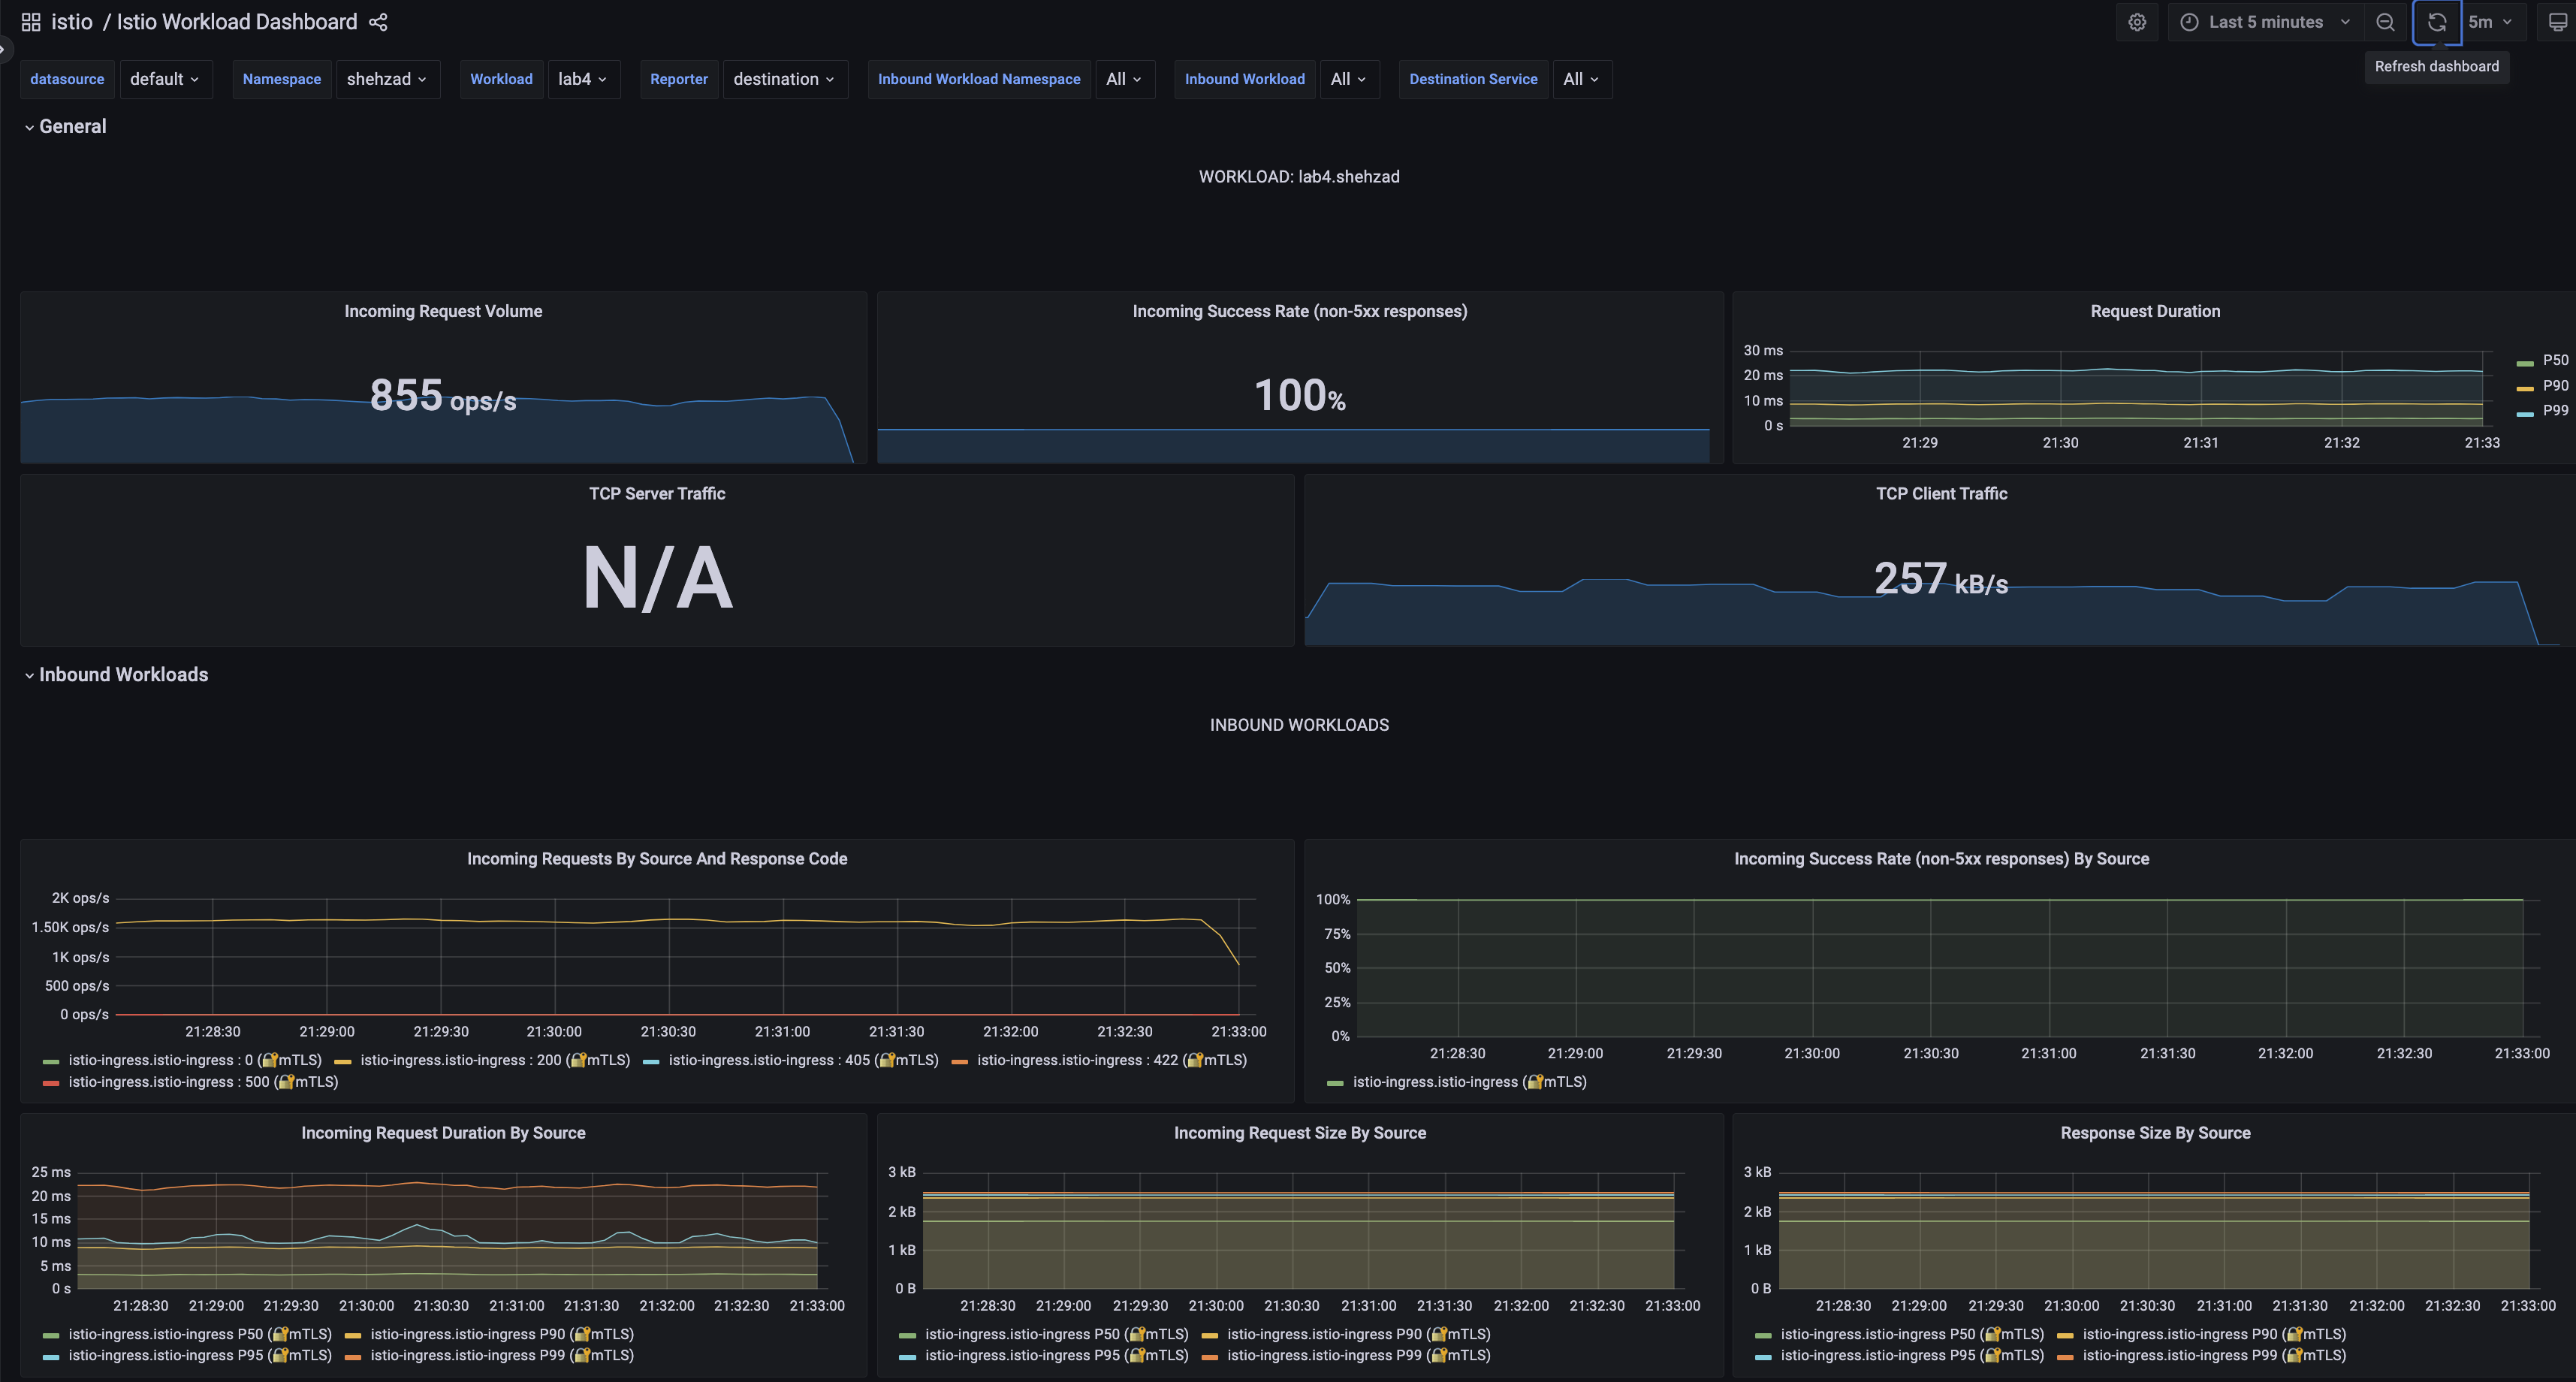 istio / Istio Workload Dashboard
Last 5 minutes
5m
Refresh dashboard
datasource default Namespace shehzad Workload lab4 Reporter destination Inbound Workload Namespace All Inbound Workload All Destination Service All
General
WORKLOAD: lab4.shehzad
Incoming Request Volume
855 ops/s
Incoming Success Rate (non-5xx responses)
100%
Request Duration
30 ms
20 ms
10 ms
0 s
21:29 21:30 21:31 21:32 21:33
P50
P90
P99
TCP Server Traffic
N/A
TCP Client Traffic
257 kB/s
Inbound Workloads
INBOUND WORKLOADS
Incoming Requests By Source And Response Code
2K ops/s
1.50K ops/s
1K ops/s
500 ops/s
0 ops/s
21:28:30 21:29:00 21:29:30 21:30:00 21:30:30 21:31:00 21:31:30 21:32:00 21:32:30 21:33:00
istio-ingress.istio-ingress : 0 (🔐mTLS) istio-ingress.istio-ingress : 200 (🔐mTLS) istio-ingress.istio-ingress : 405 (🔐mTLS) istio-ingress.istio-ingress : 422 (🔐mTLS)
istio-ingress.istio-ingress : 500 (🔐mTLS)
Incoming Success Rate (non-5xx responses) By Source
100%
75%
50%
25%
0%
21:28:30 21:29:00 21:29:30 21:30:00 21:30:30 21:31:00 21:31:30 21:32:00 21:32:30 21:33:00
istio-ingress.istio-ingress (🔐mTLS)
Incoming Request Duration By Source
25 ms
20 ms
15 ms
10 ms
5 ms
0 s
21:28:30 21:29:00 21:29:30 21:30:00 21:30:30 21:31:00 21:31:30 21:32:00 21:32:30 21:33:00
istio-ingress.istio-ingress P50 (🔐mTLS) istio-ingress.istio-ingress P90 (🔐mTLS)
istio-ingress.istio-ingress P95 (🔐mTLS) istio-ingress.istio-ingress P99 (🔐mTLS)
Incoming Request Size By Source
3 kB
2 kB
1 kB
0 B
21:28:30 21:29:00 21:29:30 21:30:00 21:30:30 21:31:00 21:31:30 21:32:00 21:32:30 21:33:00
istio-ingress.istio-ingress P50 (🔐mTLS) istio-ingress.istio-ingress P90 (🔐mTLS)
istio-ingress.istio-ingress P95 (🔐mTLS) istio-ingress.istio-ingress P99 (🔐mTLS)
Response Size By Source
3 kB
2 kB
1 kB
0 B
21:28:30 21:29:00 21:29:30 21:30:00 21:30:30 21:31:00 21:31:30 21:32:00 21:32:30 21:33:00
istio-ingress.istio-ingress P50 (🔐mTLS) istio-ingress.istio-ingress P90 (🔐mTLS)
istio-ingress.istio-ingress P95 (🔐mTLS) istio-ingress.istio-ingress P99 (🔐mTLS)